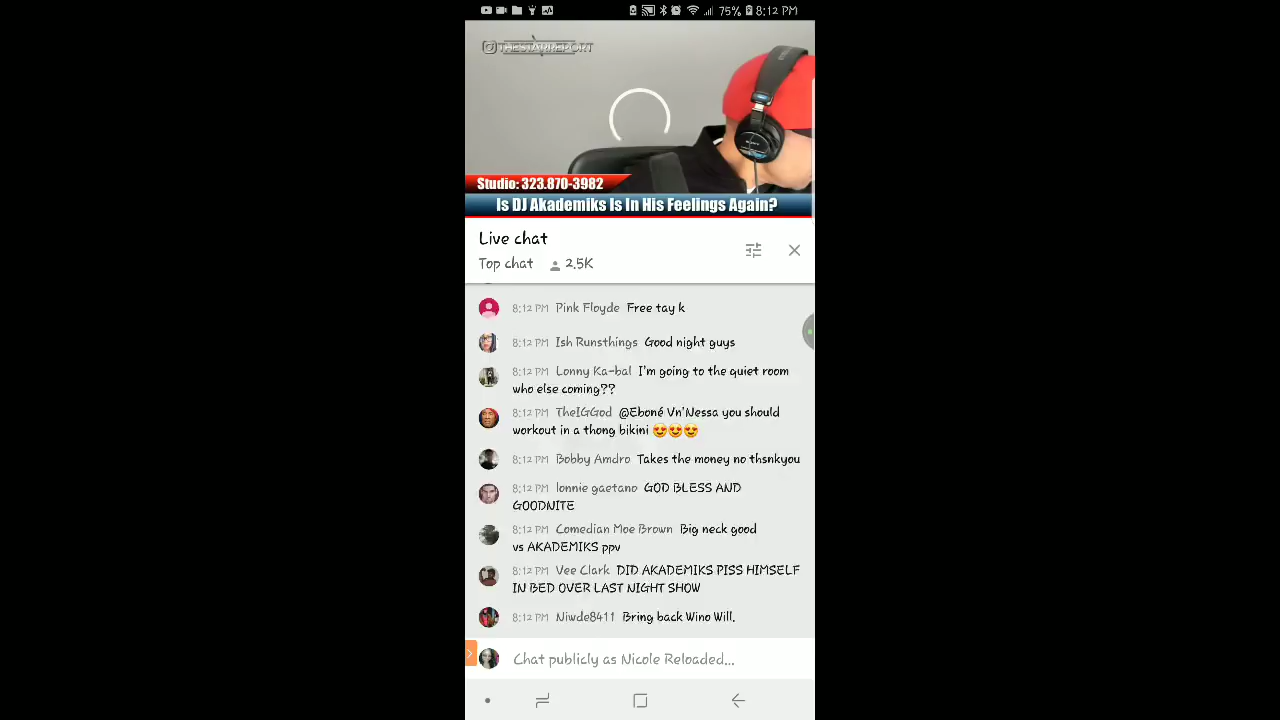 75% 8:12 PM
THESTARREPORT
SONY
Studio: 323.870-3982
Is DJ Akademiks Is In His Feelings Again?
Live chat
Top chat 2.5K
8:12 PM Pink Floyde Free tay k
8:12 PM Ish Runsthings Good night guys
8:12 PM Lonny Ka-bal I'm going to the quiet room
who else coming??
8:12 PM TheIGGod @Eboné Vn'Nessa you should
workout in a thong bikini 😍😍😍
8:12 PM Bobby Amdro Takes the money no thsnkyou
8:12 PM lonnie gaetano GOD BLESS AND
GOODNITE
8:12 PM Comedian Moe Brown Big neck good
vs AKADEMIKS ppv
8:12 PM Vee Clark DID AKADEMIKS PISS HIMSELF
IN BED OVER LAST NIGHT SHOW
8:12 PM Niwde8411 Bring back Wino Will.
Chat publicly as Nicole Reloaded...